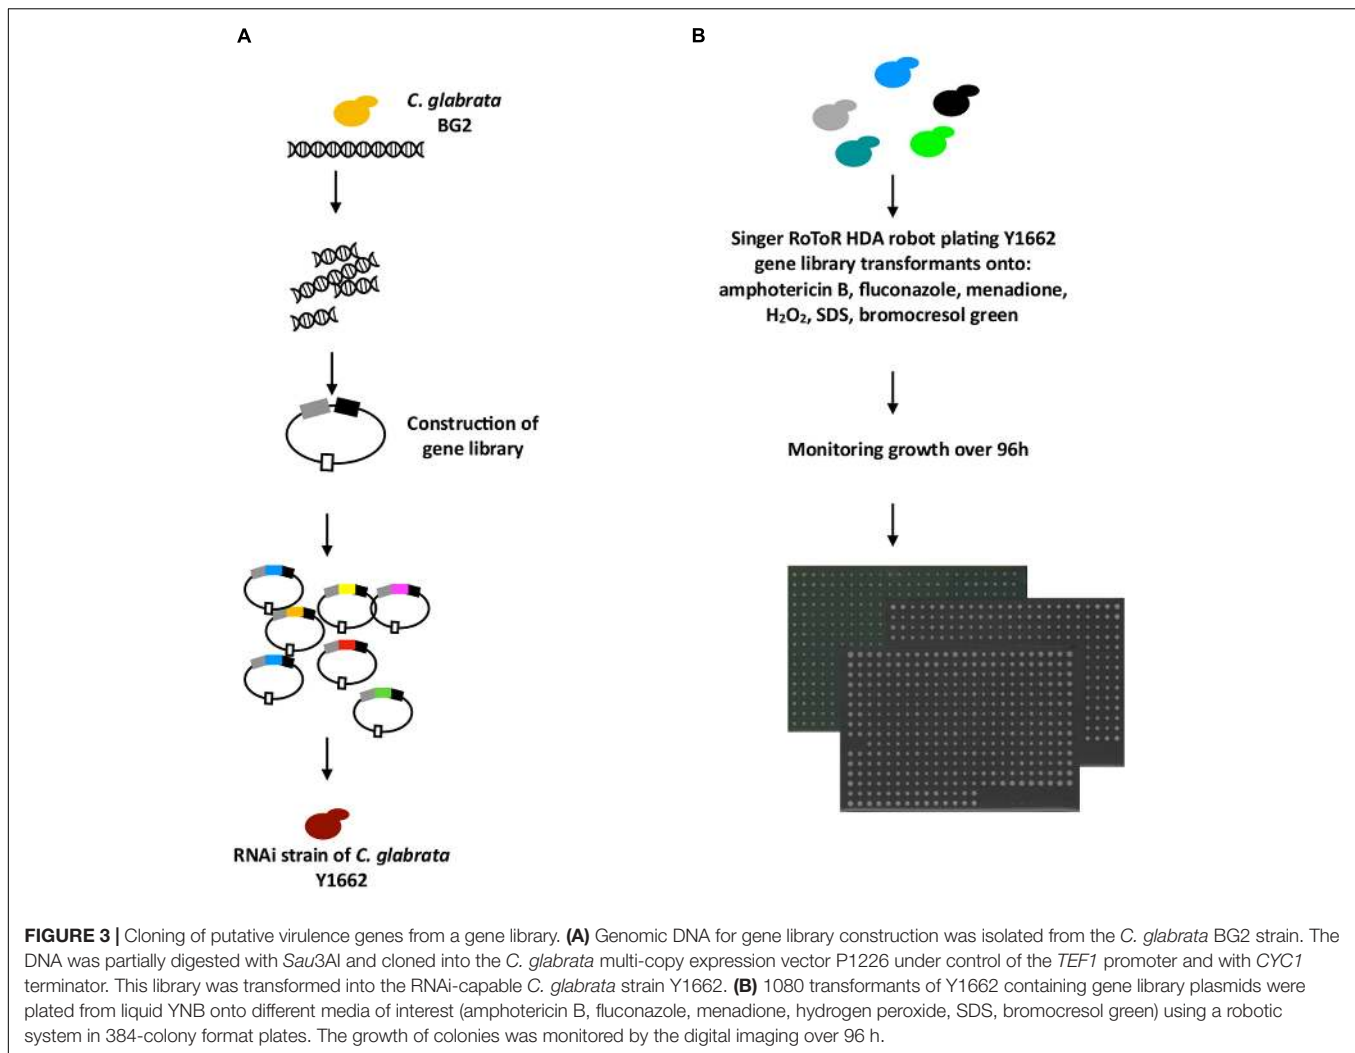 A
C. glabrata
BG2
Construction of
gene library
RNAi strain of C. glabrata
Y1662
B
Singer RoToR HDA robot plating Y1662
gene library transformants onto:
amphotericin B, fluconazole, menadione,
H₂O₂, SDS, bromocresol green
Monitoring growth over 96h
FIGURE 3 | Cloning of putative virulence genes from a gene library. (A) Genomic DNA for gene library construction was isolated from the C. glabrata BG2 strain. The
DNA was partially digested with Sau3AI and cloned into the C. glabrata multi-copy expression vector P1226 under control of the TEF1 promoter and with CYC1
terminator. This library was transformed into the RNAi-capable C. glabrata strain Y1662. (B) 1080 transformants of Y1662 containing gene library plasmids were
plated from liquid YNB onto different media of interest (amphotericin B, fluconazole, menadione, hydrogen peroxide, SDS, bromocresol green) using a robotic
system in 384-colony format plates. The growth of colonies was monitored by the digital imaging over 96 h.